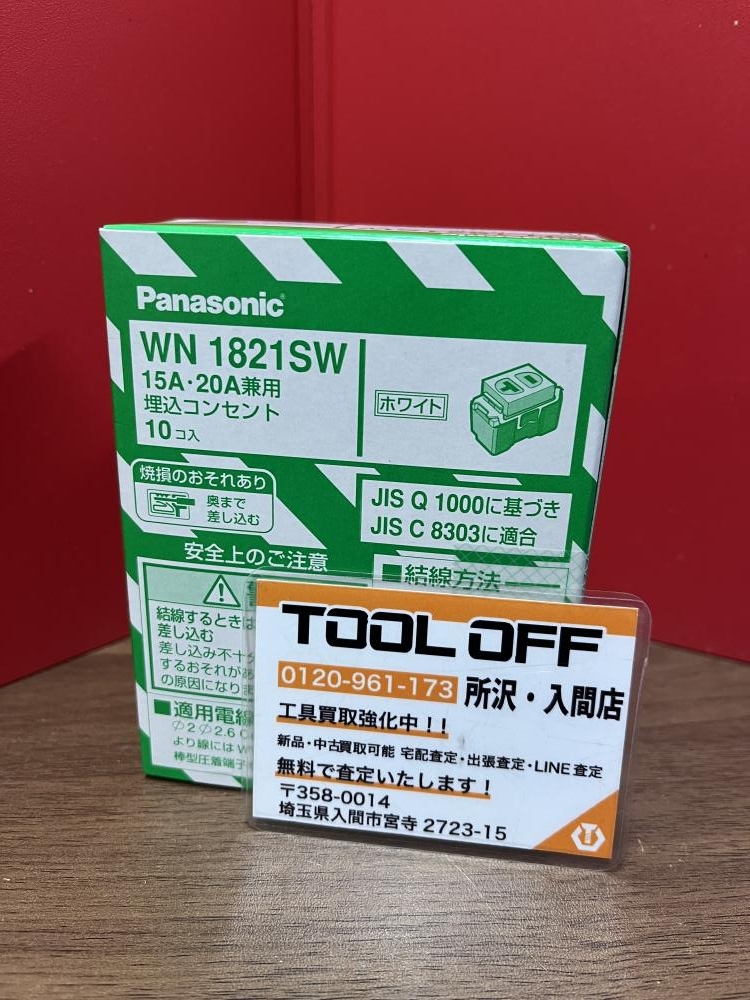 Panasonic
WN 1821SW
15A・20A兼用
埋込コンセント
10コ入
ホワイト
焼損のおそれあり
奥まで
差し込む
JIS Q 1000に基づき
JIS C 8303に適合
安全上のご注意
結線方法
結線するときは
差し込む
差し込み不十分
するおそれがあ
の原因になりま
適用電線
∅2 ∅2.6
より線には W
棒型圧着端子
TOOL OFF
0120-961-173 所沢・入間店
工具買取強化中!!
新品・中古買取可能 宅配査定・出張査定・LINE査定
無料で査定いたします!
〒358-0014
埼玉県入間市宮寺 2723-15